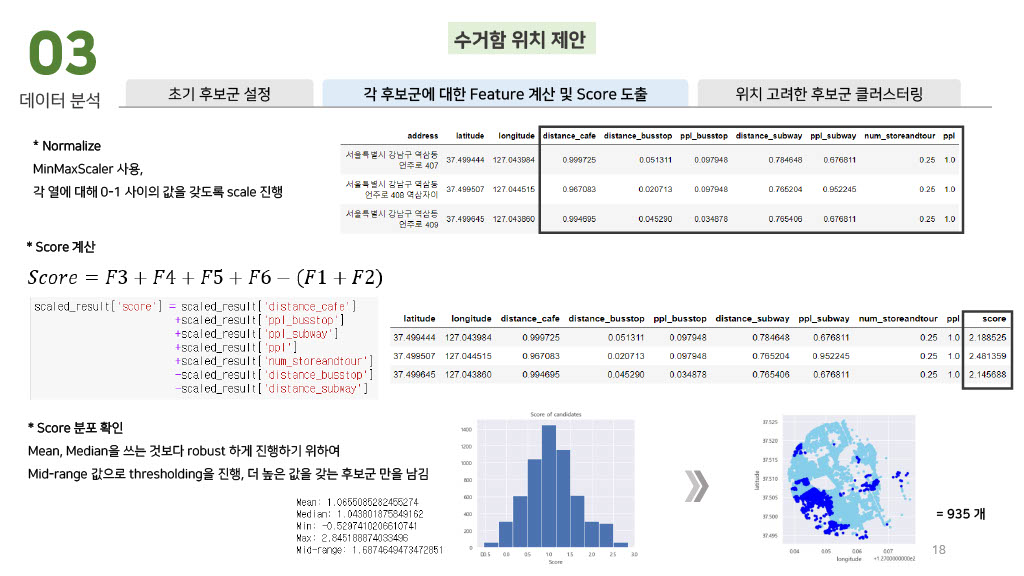 03
데이터 분석
수거함 위치 제안
초기 후보군 설정
각 후보군에 대한 Feature 계산 및 Score 도출
위치 고려한 후보군 클러스터링
* Normalize
MinMaxScaler 사용,
각 열에 대해 0-1 사이의 값을 갖도록 scale 진행
address latitude longitude distance_cafe distance_busstop ppl_busstop distance_subway ppl_subway num_storeandtour ppl
서울특별시 강남구 역삼동
언주로 407
37.499444 127.043984 0.999725 0.051311 0.097948 0.784648 0.676811 0.25 1.0
서울특별시 강남구 역삼동
언주로 408 역삼자이
37.499507 127.044515 0.967083 0.020713 0.097948 0.765204 0.952245 0.25 1.0
서울특별시 강남구 역삼동
언주로 409
37.499645 127.043860 0.994695 0.045290 0.034878 0.765406 0.676811 0.25 1.0
* Score 계산
Score = F3 + F4 + F5 + F6 − (F1 + F2)
scaled_result['score'] = scaled_result['distance_cafe']
+scaled_result['ppl_busstop']
+scaled_result['ppl_subway']
+scaled_result['ppl']
+scaled_result['num_storeandtour']
-scaled_result['distance_busstop']
-scaled_result['distance_subway']
latitude longitude distance_cafe distance_busstop ppl_busstop distance_subway ppl_subway num_storeandtour ppl score
37.499444 127.043984 0.999725 0.051311 0.097948 0.784648 0.676811 0.25 1.0 2.188525
37.499507 127.044515 0.967083 0.020713 0.097948 0.765204 0.952245 0.25 1.0 2.481359
37.499645 127.043860 0.994695 0.045290 0.034878 0.765406 0.676811 0.25 1.0 2.145688
* Score 분포 확인
Mean, Median을 쓰는 것보다 robust 하게 진행하기 위하여
Mid-range 값으로 thresholding을 진행, 더 높은 값을 갖는 후보군 만을 남김
Mean: 1.0655085282455274
Median: 1.043801875849162
Min: -0.5297410206610741
Max: 2.845188874033496
Mid-range: 1.6874649473472851
Score of candidates
1400
1200
1000
800
600
400
200
0
0.0 0.5 1.0 1.5 2.0 2.5 3.0
Score
latitude
37.525
37.520
37.515
37.510
37.505
37.500
37.495
0.04 0.05 0.06 0.07
longitude +1.2700000000e2
= 935 개
18